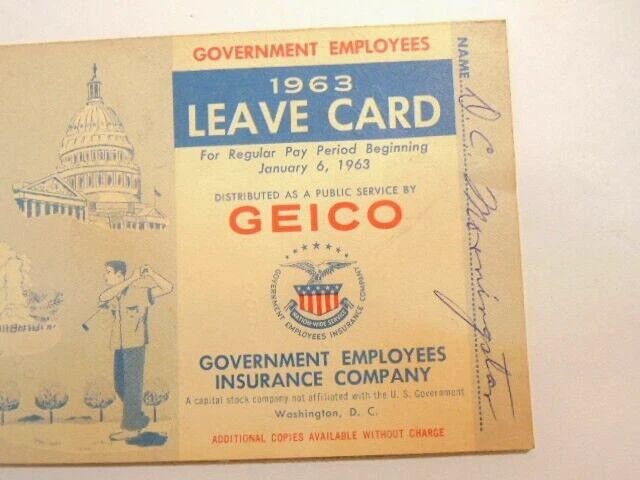 GOVERNMENT EMPLOYEES
1963
LEAVE CARD
For Regular Pay Period Beginning
January 6, 1963
DISTRIBUTED AS A PUBLIC SERVICE BY
GEICO
GOVERNMENT EMPLOYEES INSURANCE COMPANY
NATION-WIDE SERVICE
GOVERNMENT EMPLOYEES
INSURANCE COMPANY
A capital stock company not affiliated with the U. S. Government
Washington, D. C.
ADDITIONAL COPIES AVAILABLE WITHOUT CHARGE
NAME D C Morningstar